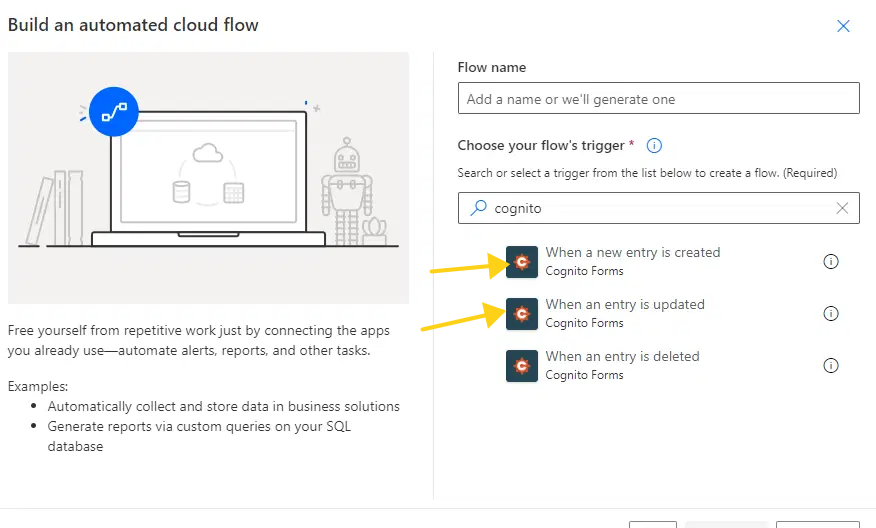 Build an automated cloud flow
Flow name
Add a name or we'll generate one
Choose your flow's trigger *
Search or select a trigger from the list below to create a flow. (Required)
cognito
When a new entry is created
Cognito Forms
When an entry is updated
Cognito Forms
When an entry is deleted
Cognito Forms
Free yourself from repetitive work just by connecting the apps
you already use—automate alerts, reports, and other tasks.
Examples:
• Automatically collect and store data in business solutions
• Generate reports via custom queries on your SQL
database